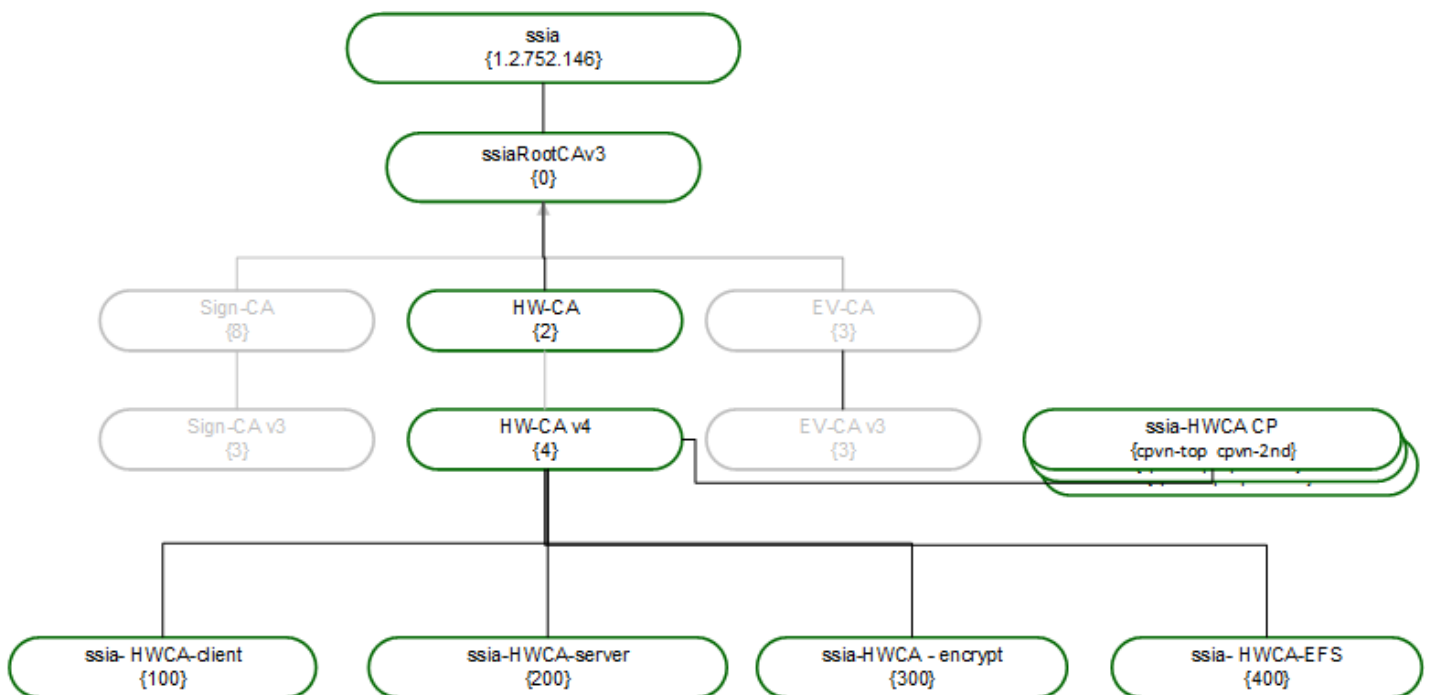 ssia
{1.2.752.146}
ssiaRootCAv3
{0}
Sign-CA
{8}
HW-CA
{2}
EV-CA
{3}
Sign-CA v3
{3}
HW-CA v4
{4}
EV-CA v3
{3}
ssia-HWCA CP
{cpvn-top cpvn-2nd}
ssia- HWCA-client
{100}
ssia-HWCA-server
{200}
ssia-HWCA - encrypt
{300}
ssia- HWCA-EFS
{400}